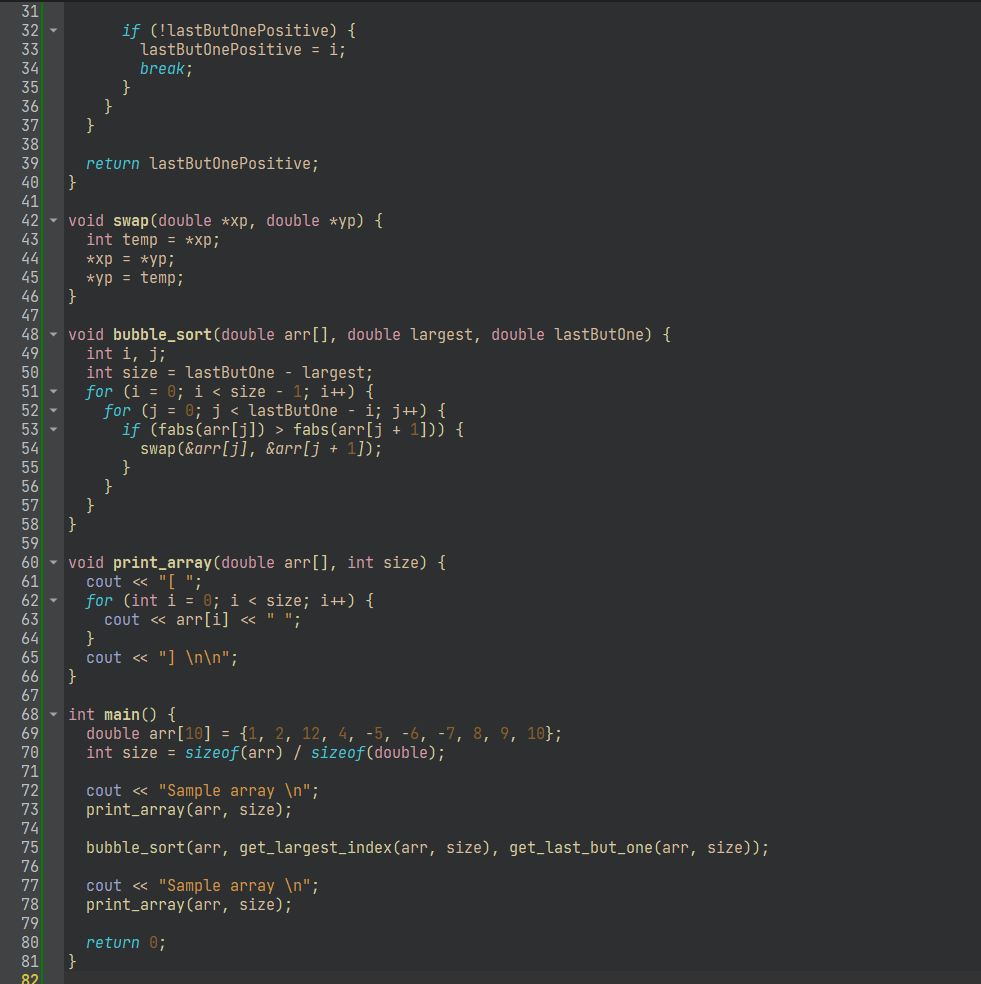 31
32 if (!lastButOnePositive) {
33 lastButOnePositive = i;
34 break;
35 }
36 }
37 }
38
39 return lastButOnePositive;
40 }
41
42 void swap(double *xp, double *yp) {
43 int temp = *xp;
44 *xp = *yp;
45 *yp = temp;
46 }
47
48 void bubble_sort(double arr[], double largest, double lastButOne) {
49 int i, j;
50 int size = lastButOne - largest;
51 for (i = 0; i < size - 1; i++) {
52 for (j = 0; j < lastButOne - i; j++) {
53 if (fabs(arr[j]) > fabs(arr[j + 1])) {
54 swap(&arr[j], &arr[j + 1]);
55 }
56 }
57 }
58 }
59
60 void print_array(double arr[], int size) {
61 cout << "[ ";
62 for (int i = 0; i < size; i++) {
63 cout << arr[i] << " ";
64 }
65 cout << "] \n\n";
66 }
67
68 int main() {
69 double arr[10] = {1, 2, 12, 4, -5, -6, -7, 8, 9, 10};
70 int size = sizeof(arr) / sizeof(double);
71
72 cout << "Sample array \n";
73 print_array(arr, size);
74
75 bubble_sort(arr, get_largest_index(arr, size), get_last_but_one(arr, size));
76
77 cout << "Sample array \n";
78 print_array(arr, size);
79
80 return 0;
81 }
82